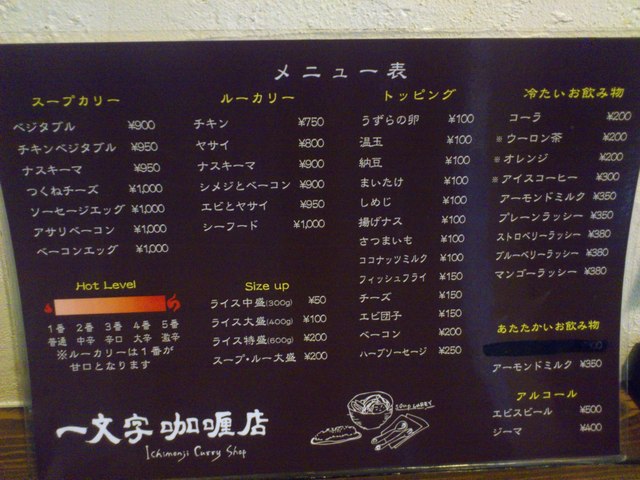 メニュー表
スープカリー
ベジタブル ¥900
チキンベジタブル ¥950
ナスキーマ ¥950
つくねチーズ ¥1,000
ソーセージエッグ ¥1,000
アサリベーコン ¥1,000
ベーコンエッグ ¥1,000
Hot Level
1番 2番 3番 4番 5番
普通 中辛 辛口 大辛 激辛
※ルーカリーは1番が
甘口となります
ルーカリー
チキン ¥750
ヤサイ ¥800
ナスキーマ ¥900
シメジとベーコン ¥900
エビとヤサイ ¥950
シーフード ¥1,000
Size up
ライス中盛(300g) ¥50
ライス大盛(400g) ¥100
ライス特盛(600g) ¥200
スープ・ルー大盛 ¥200
トッピング
うずらの卵 ¥100
温玉 ¥100
納豆 ¥100
まいたけ ¥100
しめじ ¥100
揚げナス ¥100
さつまいも ¥100
ココナッツミルク ¥100
フィッシュフライ ¥150
チーズ ¥150
エビ団子 ¥150
ベーコン ¥200
ハーブソーセージ ¥250
冷たいお飲み物
コーラ ¥200
※ウーロン茶 ¥200
※オレンジ ¥200
※アイスコーヒー ¥300
アーモンドミルク ¥350
プレーンラッシー ¥350
ストロベリーラッシー ¥380
ブルーベリーラッシー ¥380
マンゴーラッシー ¥380
あたたかいお飲み物
アーモンドミルク ¥350
アルコール
エビスビール ¥500
ジーマ ¥400
一文字咖喱店
Ichimonji Curry Shop
SOUP CURRY